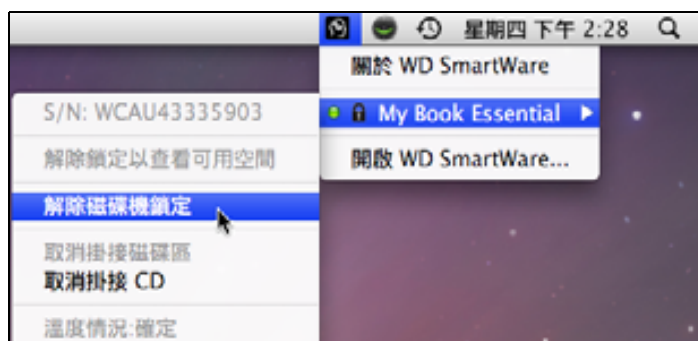 星期四 下午 2:28
關於 WD SmartWare
My Book Essential
開啟 WD SmartWare...
S/N: WCAU43335903
解除鎖定以查看可用空間
解除磁碟機鎖定
取消掛接磁碟區
取消掛接 CD
溫度情況:確定